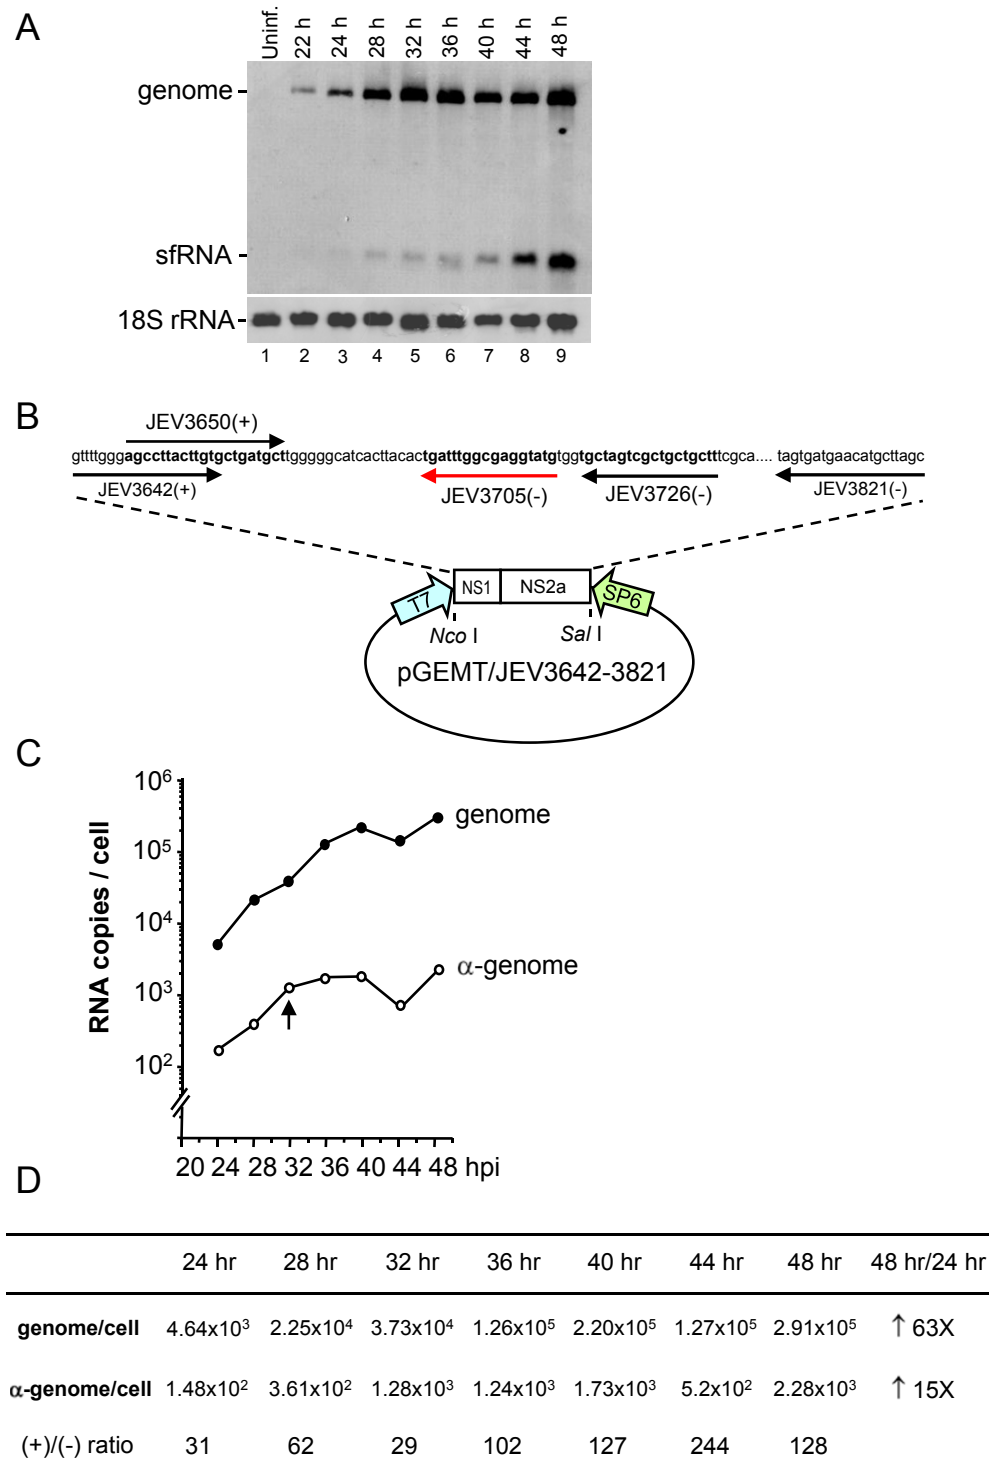 A
Uninf. 22 h 24 h 28 h 32 h 36 h 40 h 44 h 48 h
genome
sfRNA
18S rRNA
1 2 3 4 5 6 7 8 9
B
JEV3650(+)
gttttgggagccttacttgtgctgatgcttgggggcatcacttacactgatttggcgaggtatgtggtgctagtcgctgctgctttcgca.... tagtgatgaacatgcttagc
JEV3642(+) JEV3705(-) JEV3726(-) JEV3821(-)
T7 NS1 NS2a SP6
Nco I Sal I
pGEMT/JEV3642-3821
C
RNA copies / cell
10⁶
genome
10⁵
10⁴
α-genome
10³
10²
20 24 28 32 36 40 44 48 hpi
D
24 hr 28 hr 32 hr 36 hr 40 hr 44 hr 48 hr 48 hr/24 hr
genome/cell 4.64x10³ 2.25x10⁴ 3.73x10⁴ 1.26x10⁵ 2.20x10⁵ 1.27x10⁵ 2.91x10⁵ ↑ 63X
α-genome/cell 1.48x10² 3.61x10² 1.28x10³ 1.24x10³ 1.73x10³ 5.2x10² 2.28x10³ ↑ 15X
(+)/(-) ratio 31 62 29 102 127 244 128